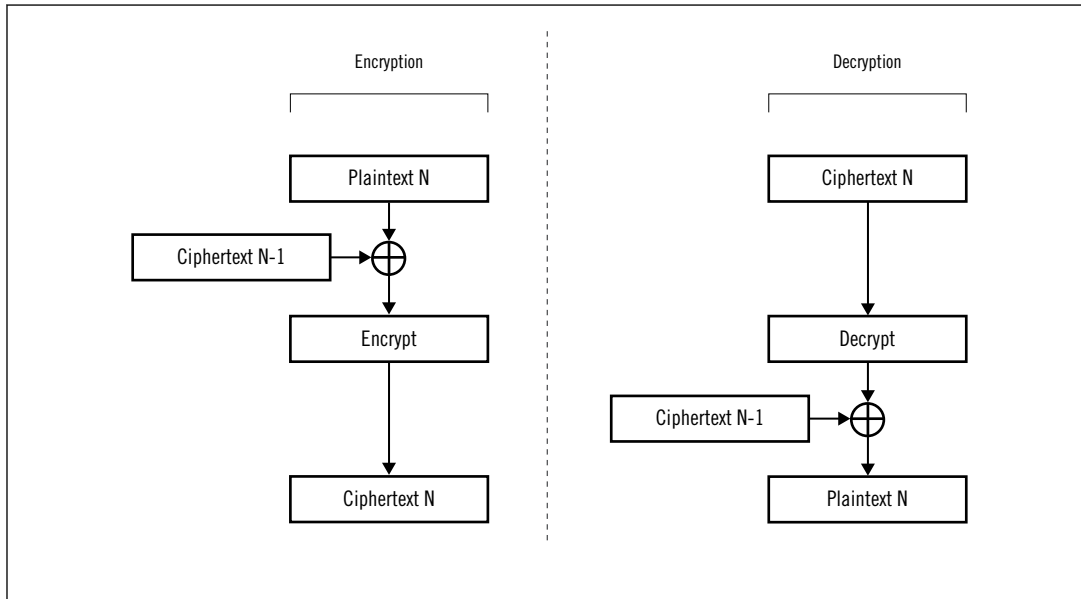 Encryption
Plaintext N
Ciphertext N-1
Encrypt
Ciphertext N
Decryption
Ciphertext N
Decrypt
Ciphertext N-1
Plaintext N